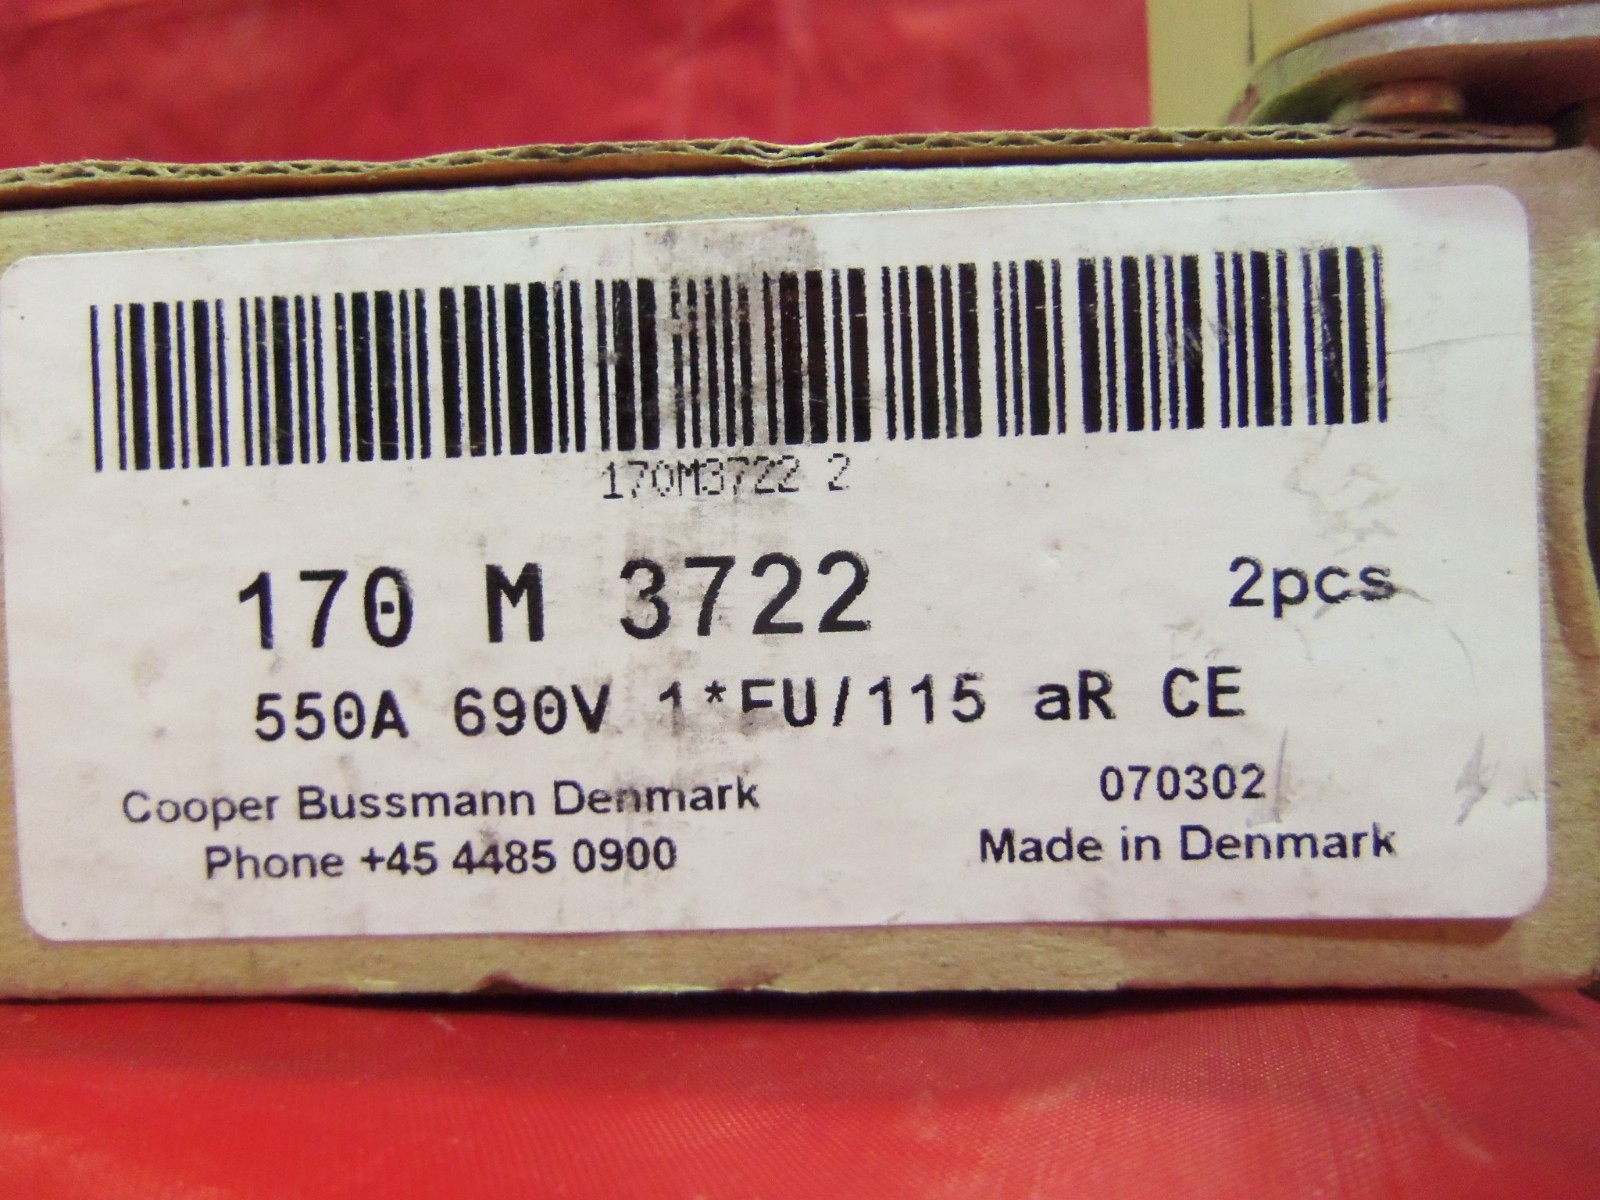 170M3722 2
170 M 3722
2pcs
550A 690V 1*FU/115 aR CE
Cooper Bussmann Denmark
070302
Phone +45 4485 0900
Made in Denmark